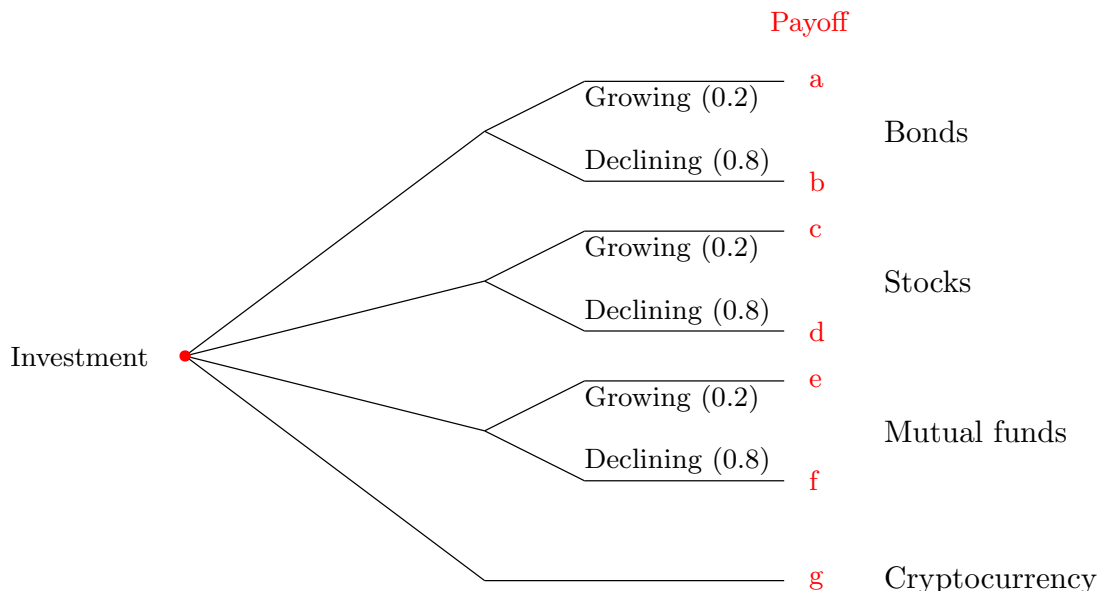 Payoff
a
Growing (0.2)
Bonds
Declining (0.8)
b
c
Growing (0.2)
Stocks
Declining (0.8)
d
Investment
e
Growing (0.2)
Mutual funds
Declining (0.8)
f
g
Cryptocurrency